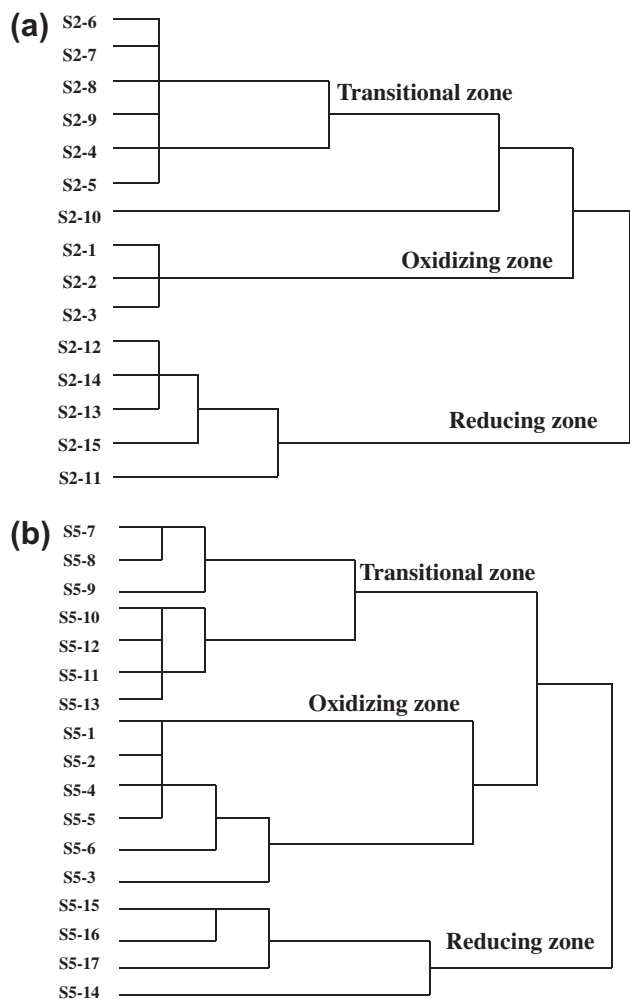 (a)
S2-6
S2-7
S2-8
Transitional zone
S2-9
S2-4
S2-5
S2-10
S2-1
Oxidizing zone
S2-2
S2-3
S2-12
S2-14
S2-13
Reducing zone
S2-15
S2-11
(b)
S5-7
S5-8
Transitional zone
S5-9
S5-10
S5-12
S5-11
S5-13
Oxidizing zone
S5-1
S5-2
S5-4
S5-5
S5-6
S5-3
S5-15
S5-16
Reducing zone
S5-17
S5-14